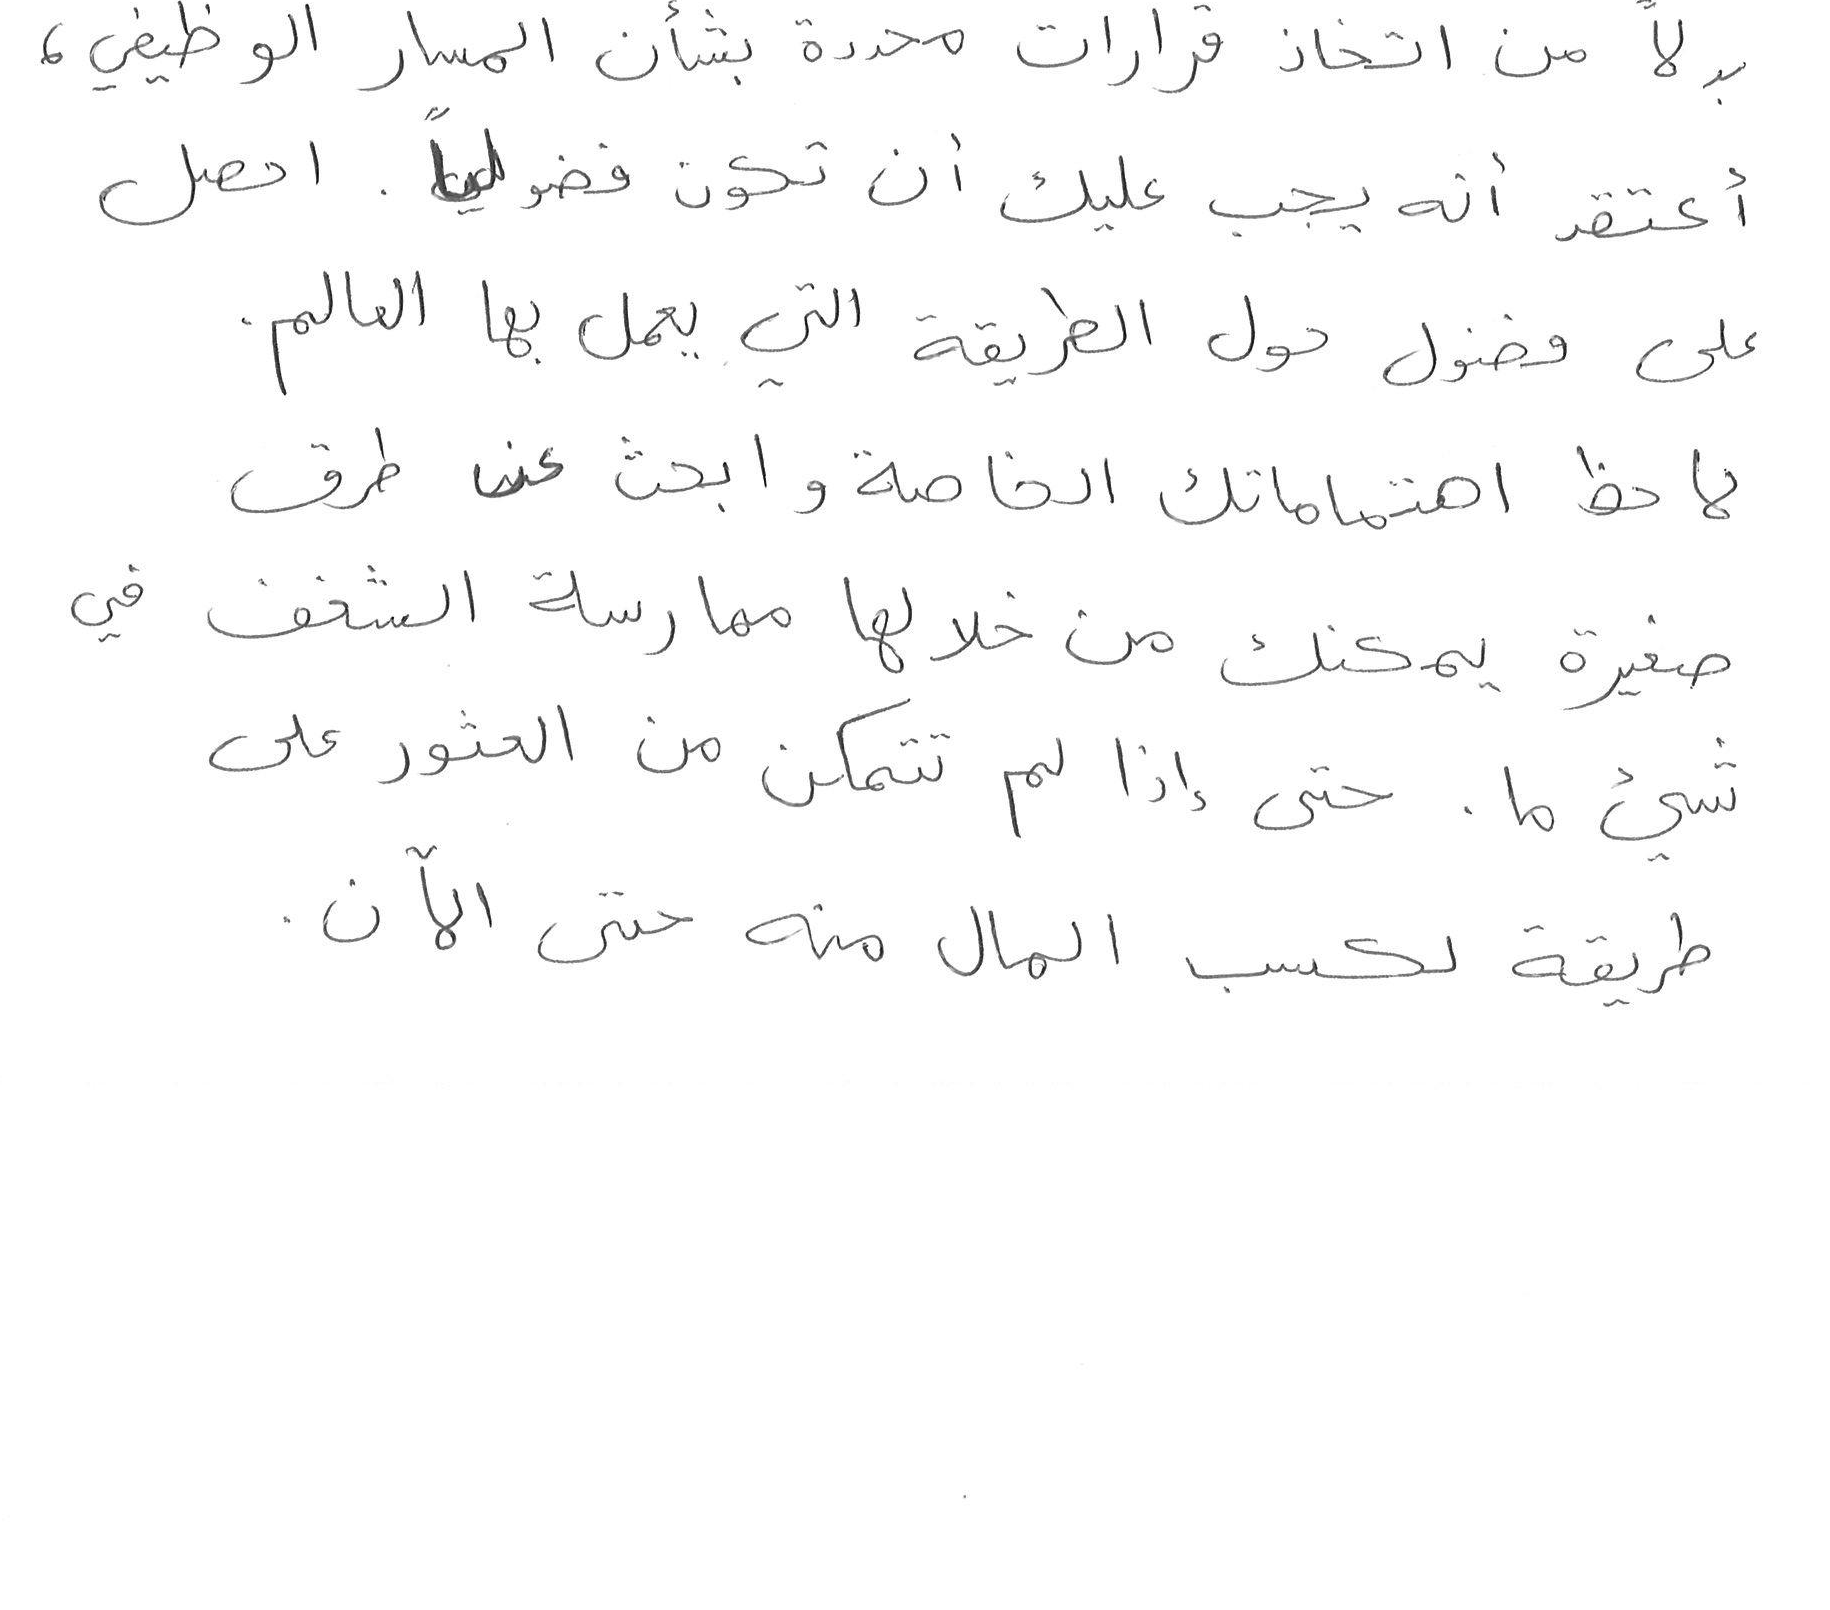 بدلاً من اتخاذ قرارات محددة بشأن المسار الوظيفي،
أعتقد أنه يجب عليك أن تكون فضولياً. احصل
على فضول حول الطريقة التي يعمل بها العالم.
لاحظ اهتماماتك الخاصة وابحث عن طرق
صغيرة يمكنك من خلالها ممارسة الشغف في
شيئ ما. حتى إذا لم تتمكن من العثور على
طريقة لكسب المال منه حتى الآن.